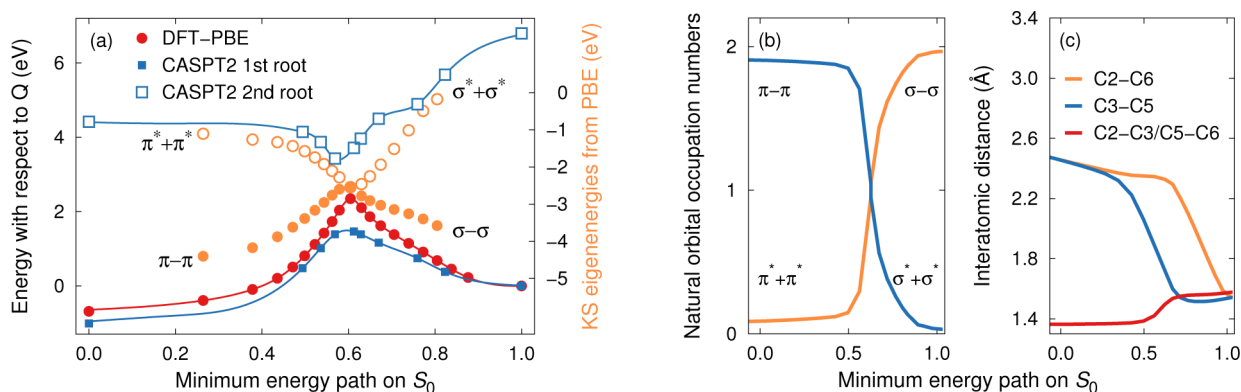 (a)
DFT−PBE
CASPT2 1st root
CASPT2 2nd root
π*+π*
σ*+σ*
π−π
σ−σ
Energy with respect to Q (eV)
6
4
2
0
KS eigenenergies from PBE (eV)
0
−1
−2
−3
−4
−5
0.0
0.2
0.4
0.6
0.8
1.0
Minimum energy path on S0
(b)
Natural orbital occupation numbers
2
1
0
π−π
σ−σ
π*+π*
σ*+σ*
0.0
0.5
1.0
(c)
Interatomic distance (Å)
3.4
3.0
2.6
2.2
1.8
1.4
C2−C6
C3−C5
C2−C3/C5−C6
0.0
0.5
1.0
Minimum energy path on S0